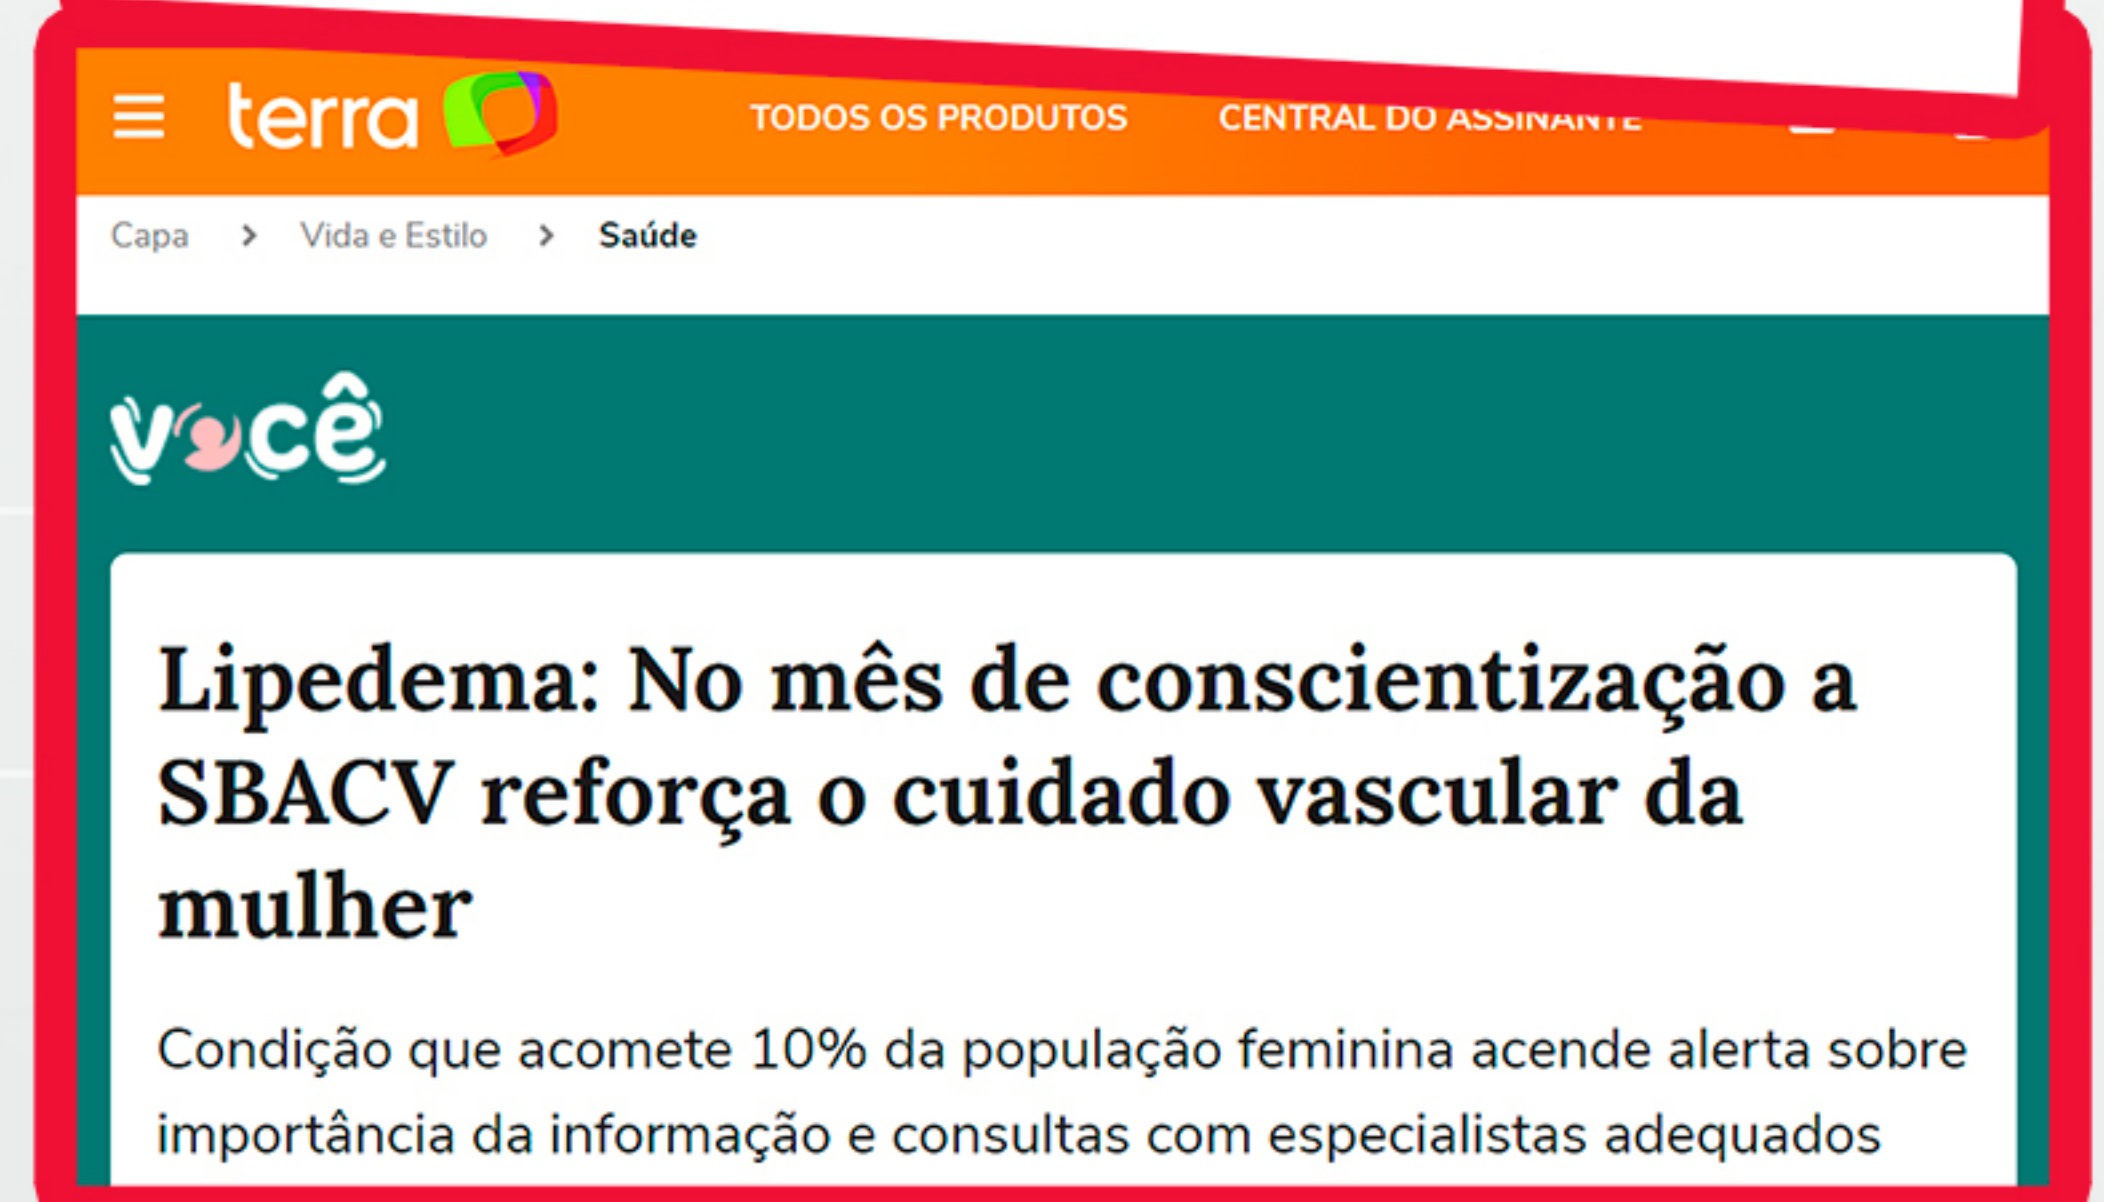 terra
TODOS OS PRODUTOS
CENTRAL DO ASSINANTE
Capa > Vida e Estilo > Saúde
você
Lipedema: No mês de conscientização a
SBACV reforça o cuidado vascular da
mulher
Condição que acomete 10% da população feminina acende alerta sobre
importância da informação e consultas com especialistas adequados